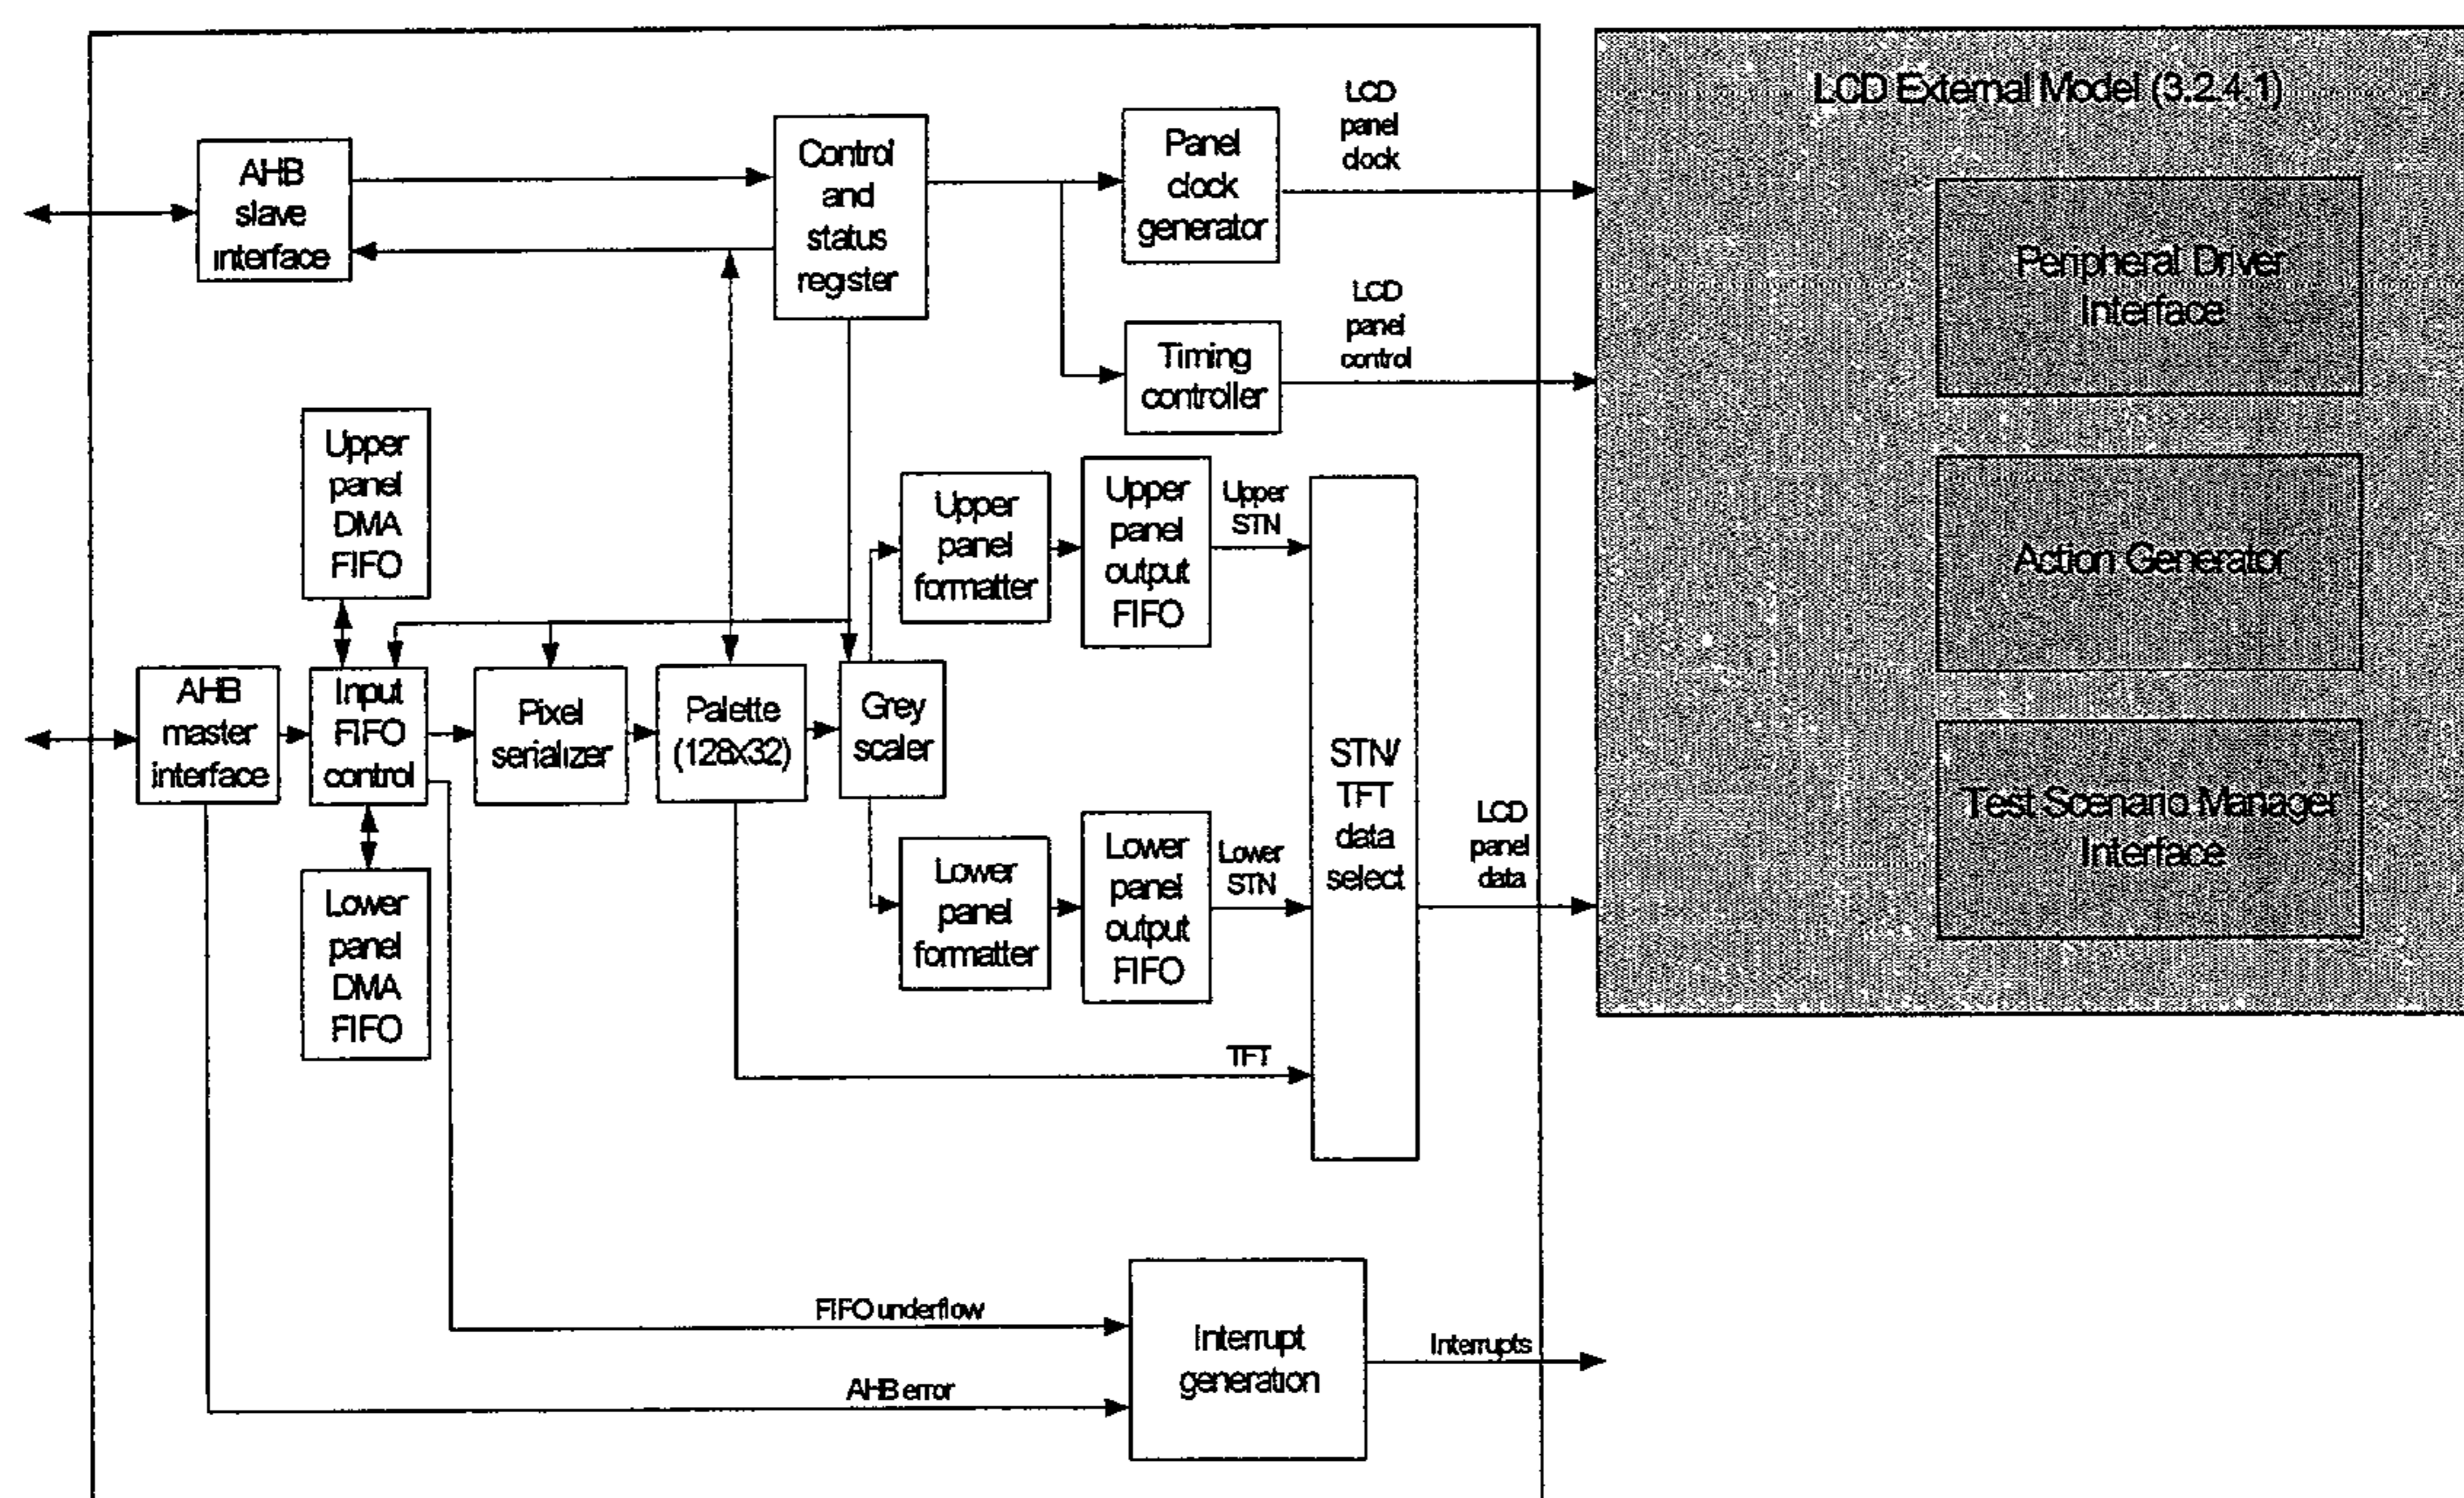 LCD External Model (3.2.4.1)
LCD
panel
clock
Control
and
status
register
Panel
clock
generator
AHB
slave
interface
Peripheral Driver
Interface
LCD
panel
control
Timing
controller
Upper
panel
DMA
FIFO
Upper
panel
formatter
Upper
panel
output
FIFO
Upper
STN
Action Generator
AHB
master
interface
Input
FIFO
control
Pixel
serializer
Palette
(128x32)
Grey
scaler
STN/
TFT
data
select
Test Scenario Manager
Interface
LCD
panel
data
Lower
panel
DMA
FIFO
Lower
panel
formatter
Lower
panel
output
FIFO
Lower
STN
TFT
FIFO underflow
Interrupt
generation
Interrupts
AHB error